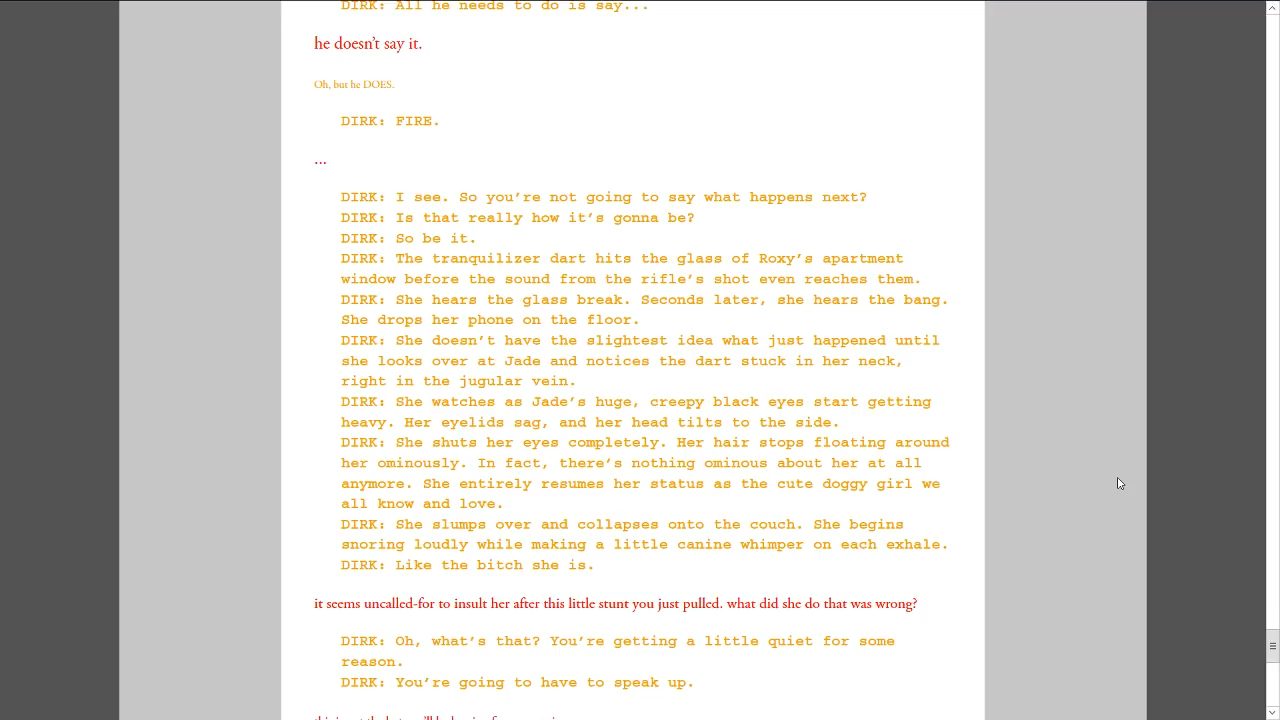 DIRK: All he needs to do is say...
he doesn’t say it.
Oh, but he DOES.
DIRK: FIRE.
...
DIRK: I see. So you’re not going to say what happens next?
DIRK: Is that really how it’s gonna be?
DIRK: So be it.
DIRK: The tranquilizer dart hits the glass of Roxy’s apartment
window before the sound from the rifle’s shot even reaches them.
DIRK: She hears the glass break. Seconds later, she hears the bang.
She drops her phone on the floor.
DIRK: She doesn’t have the slightest idea what just happened until
she looks over at Jade and notices the dart stuck in her neck,
right in the jugular vein.
DIRK: She watches as Jade’s huge, creepy black eyes start getting
heavy. Her eyelids sag, and her head tilts to the side.
DIRK: She shuts her eyes completely. Her hair stops floating around
her ominously. In fact, there’s nothing ominous about her at all
anymore. She entirely resumes her status as the cute doggy girl we
all know and love.
DIRK: She slumps over and collapses onto the couch. She begins
snoring loudly while making a little canine whimper on each exhale.
DIRK: Like the bitch she is.
it seems uncalled-for to insult her after this little stunt you just pulled. what did she do that was wrong?
DIRK: Oh, what’s that? You’re getting a little quiet for some
reason.
DIRK: You’re going to have to speak up.